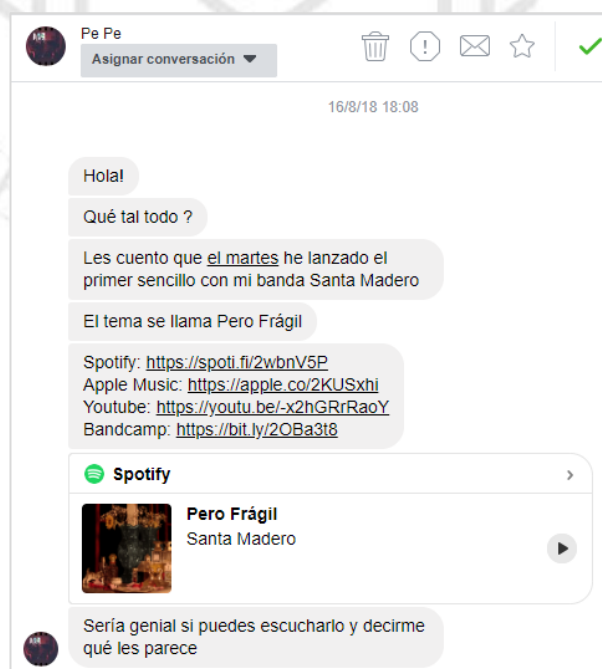 Pe Pe
Asignar conversación
16/8/18 18:08
Hola!
Qué tal todo ?
Les cuento que el martes he lanzado el
primer sencillo con mi banda Santa Madero
El tema se llama Pero Frágil
Spotify: https://spoti.fi/2wbnV5P
Apple Music: https://apple.co/2KUSxhi
Youtube: https://youtu.be/-x2hGRrRaoY
Bandcamp: https://bit.ly/2OBa3t8
Spotify
Pero Frágil
Santa Madero
Sería genial si puedes escucharlo y decirme
qué les parece